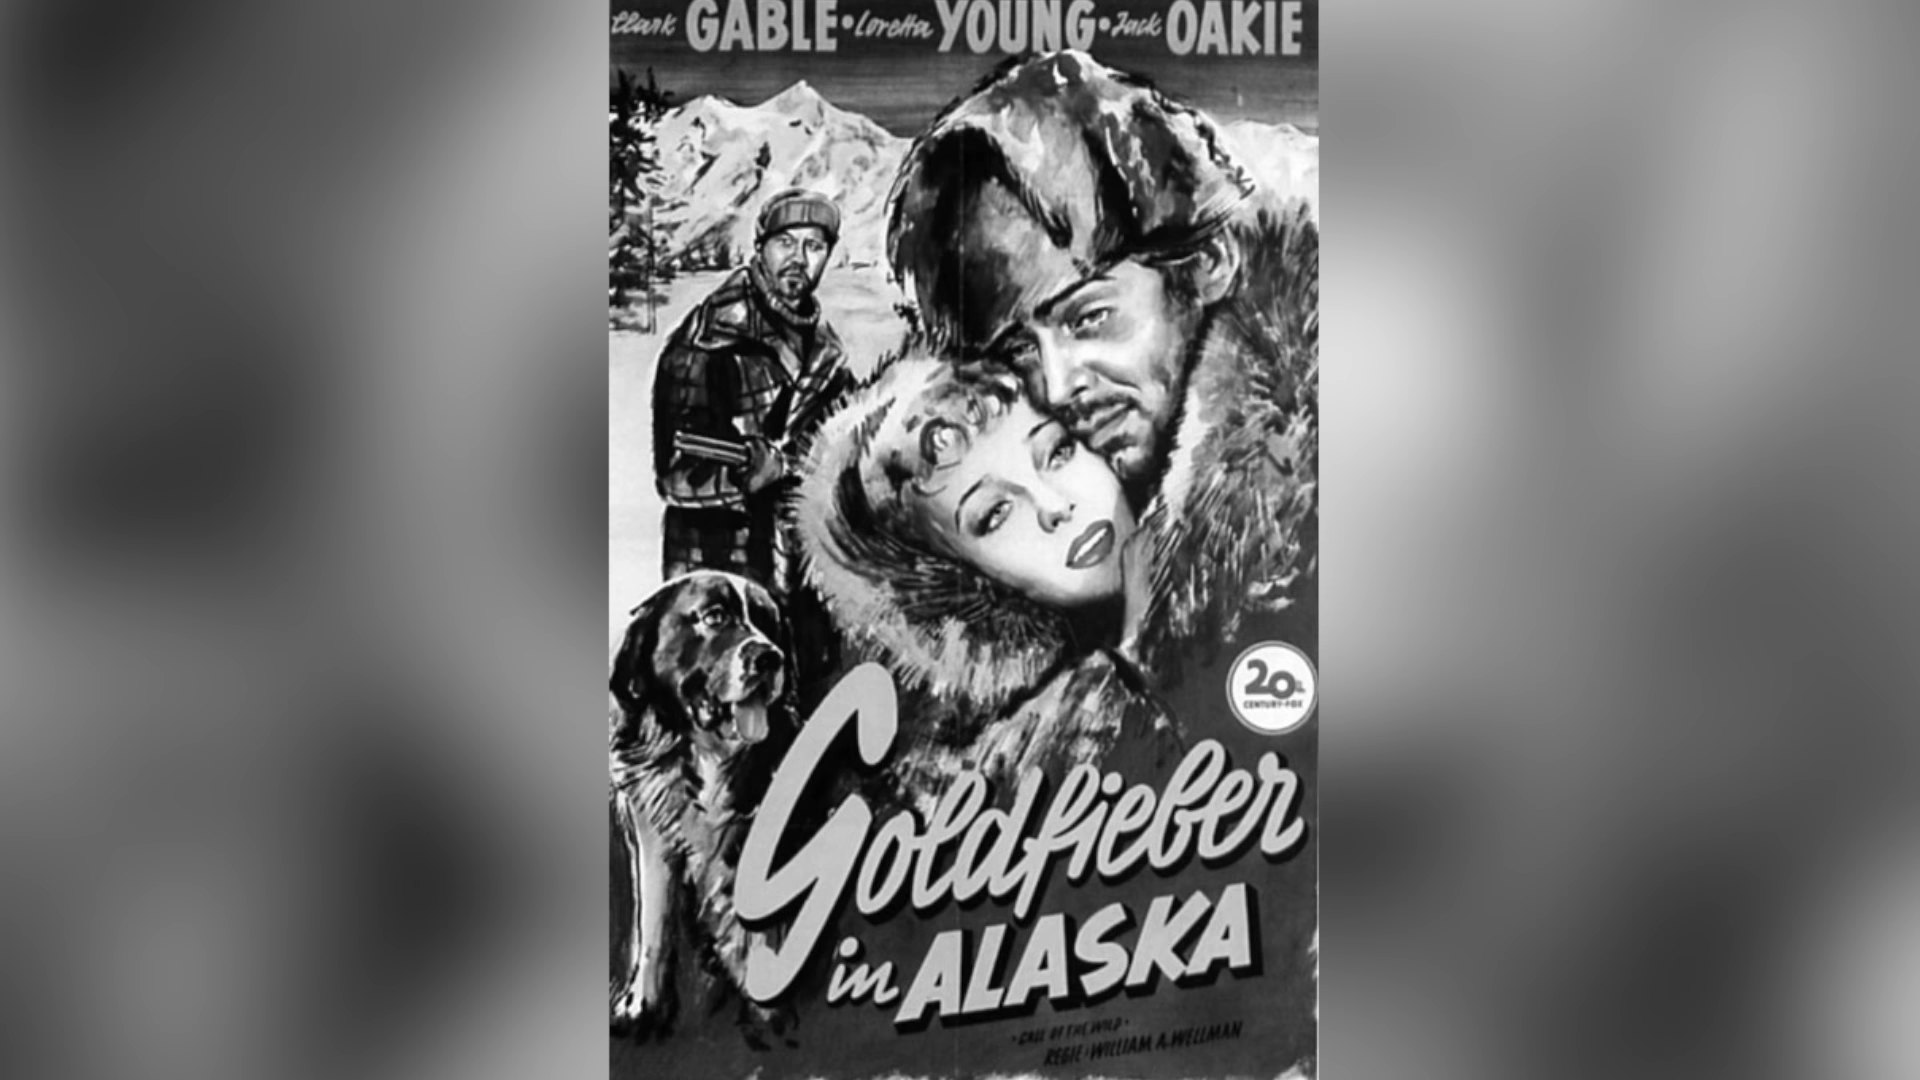 Clark GABLE • Loretta YOUNG • Jack OAKIE
20th
CENTURY-FOX
Goldfieber
in ALASKA
• CALL OF THE WILD •
REGIE: WILLIAM A. WELLMAN